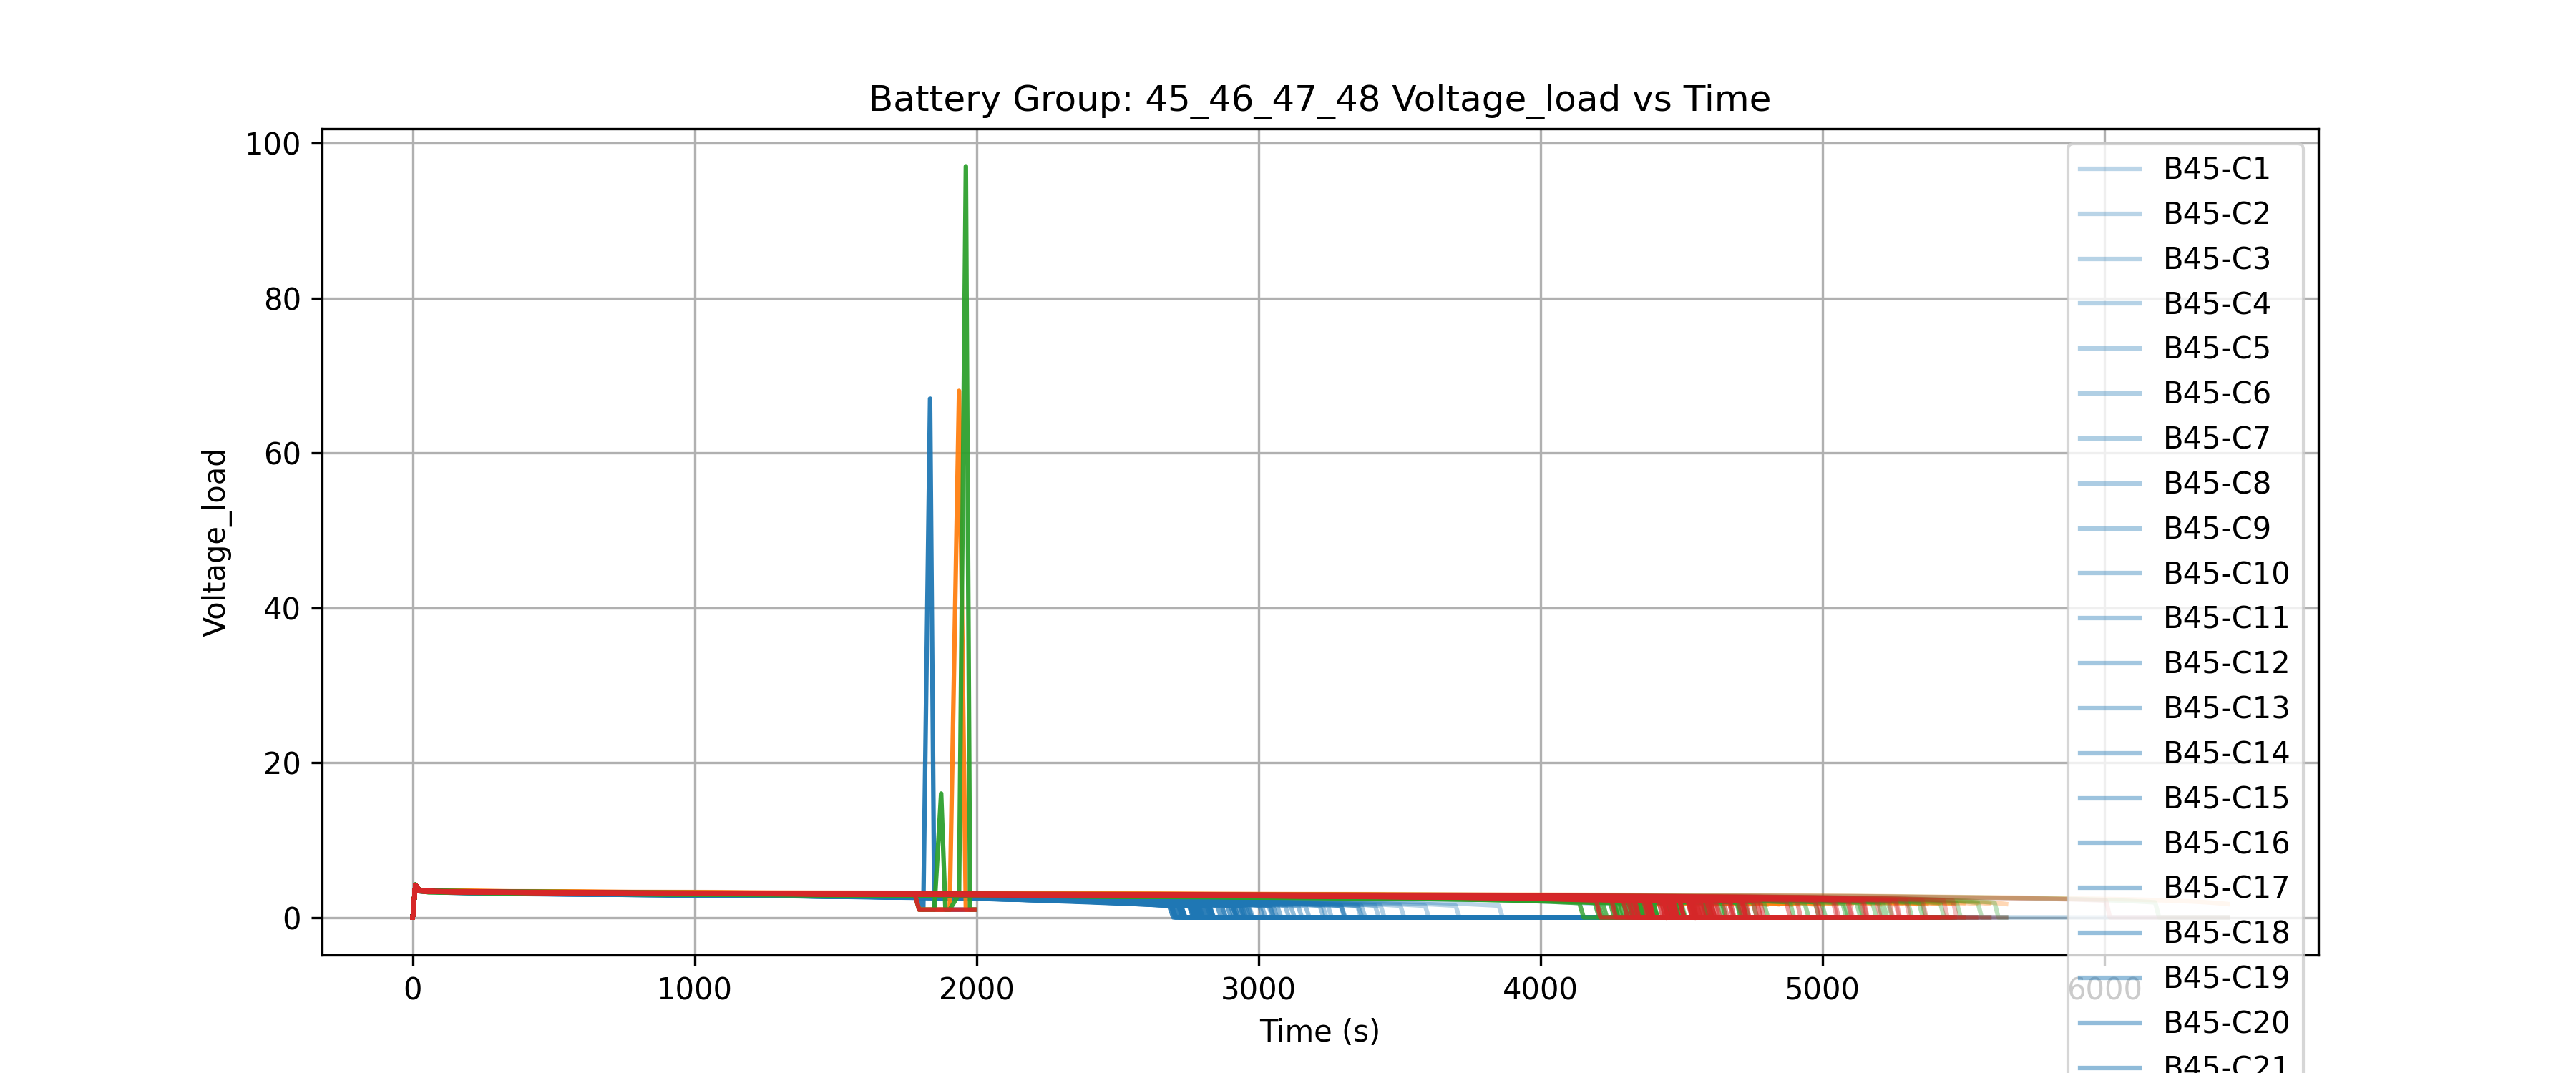 Battery Group: 45_46_47_48 Voltage_load vs Time
Voltage_load
100
80
60
40
20
0
0 1000 2000 3000 4000 5000 6000
Time (s)
B45-C1
B45-C2
B45-C3
B45-C4
B45-C5
B45-C6
B45-C7
B45-C8
B45-C9
B45-C10
B45-C11
B45-C12
B45-C13
B45-C14
B45-C15
B45-C16
B45-C17
B45-C18
B45-C19
B45-C20
B45-C21